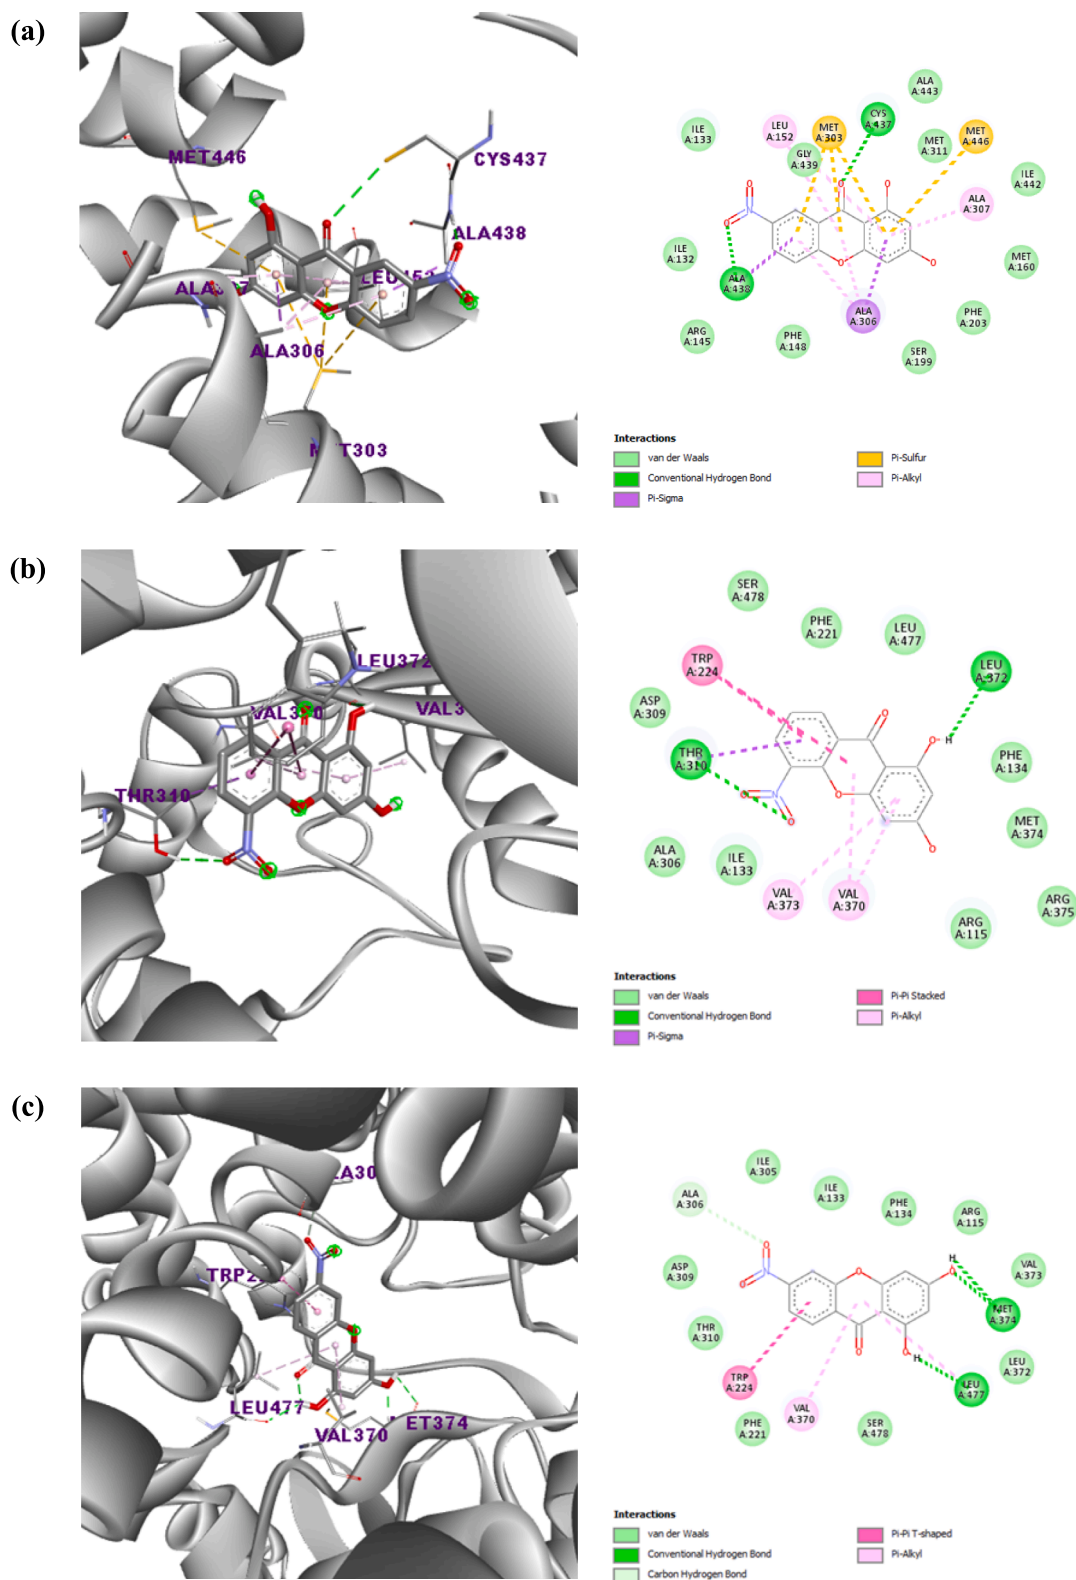 (a)
MET446
CYS437
ALA438
ALA306
ALA
A:443
CYS
A:437
ILE
A:133
LEU
A:152
MET
A:303
MET
A:446
MET
A:311
GLY
A:439
ILE
A:442
ALA
A:307
ILE
A:132
MET
A:160
ALA
A:438
ALA
A:306
PHE
A:203
ARG
A:145
PHE
A:148
SER
A:199
O
O
N
O
O
O
O
Interactions
van der Waals
Conventional Hydrogen Bond
Pi-Sigma
Pi-Sulfur
Pi-Alkyl
(b)
LEU372
THR310
SER
A:478
PHE
A:221
LEU
A:477
TRP
A:224
LEU
A:372
ASP
A:309
THR
A:310
PHE
A:134
MET
A:374
ALA
A:306
ILE
A:133
VAL
A:373
VAL
A:370
ARG
A:375
ARG
A:115
O
O
H
O
N
O
O
O
Interactions
van der Waals
Conventional Hydrogen Bond
Pi-Sigma
Pi-Pi Stacked
Pi-Alkyl
(c)
LEU477
VAL370
ET374
ILE
A:305
ILE
A:133
ALA
A:306
PHE
A:134
ARG
A:115
ASP
A:309
VAL
A:373
THR
A:310
MET
A:374
LEU
A:372
TRP
A:224
LEU
A:477
VAL
A:370
PHE
A:221
SER
A:478
O
N
O
O
H
O
O
O
H
Interactions
van der Waals
Conventional Hydrogen Bond
Carbon Hydrogen Bond
Pi-Pi T-shaped
Pi-Alkyl